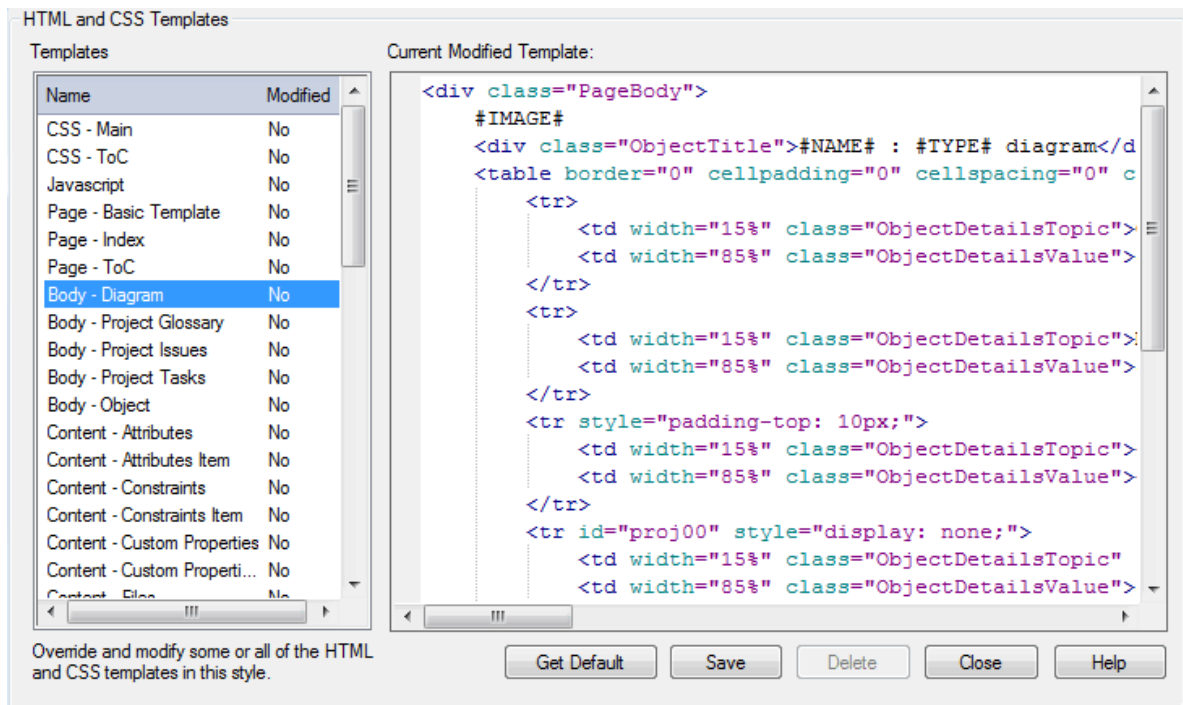 HTML and CSS Templates
Templates
Current Modified Template:
Name Modified
CSS - Main No
CSS - ToC No
Javascript No
Page - Basic Template No
Page - Index No
Page - ToC No
Body - Diagram No
Body - Project Glossary No
Body - Project Issues No
Body - Project Tasks No
Body - Object No
Content - Attributes No
Content - Attributes Item No
Content - Constraints No
Content - Constraints Item No
Content - Custom Properties No
Content - Custom Properti... No
Content - Files No
<div class="PageBody">
#IMAGE#
<div class="ObjectTitle">#NAME# : #TYPE# diagram</d
<table border="0" cellpadding="0" cellspacing="0" c
<tr>
<td width="15%" class="ObjectDetailsTopic">
<td width="85%" class="ObjectDetailsValue">
</tr>
<tr>
<td width="15%" class="ObjectDetailsTopic">
<td width="85%" class="ObjectDetailsValue">
</tr>
<tr style="padding-top: 10px;">
<td width="15%" class="ObjectDetailsTopic">
<td width="85%" class="ObjectDetailsValue">
</tr>
<tr id="proj00" style="display: none;">
<td width="15%" class="ObjectDetailsTopic"
<td width="85%" class="ObjectDetailsValue">
Override and modify some or all of the HTML
and CSS templates in this style.
Get Default Save Delete Close Help